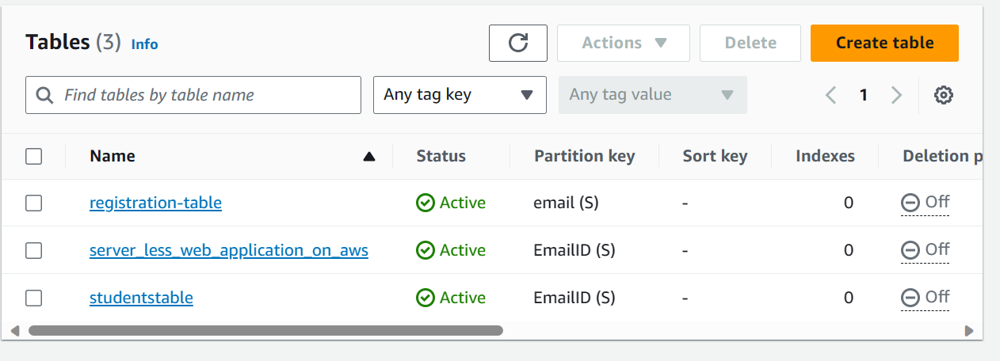 Tables (3) Info Actions Delete Create table
Find tables by table name Any tag key Any tag value 1
Name Status Partition key Sort key Indexes Deletion p
registration-table Active email (S) - 0 Off
server_less_web_application_on_aws Active EmailID (S) - 0 Off
studentstable Active EmailID (S) - 0 Off